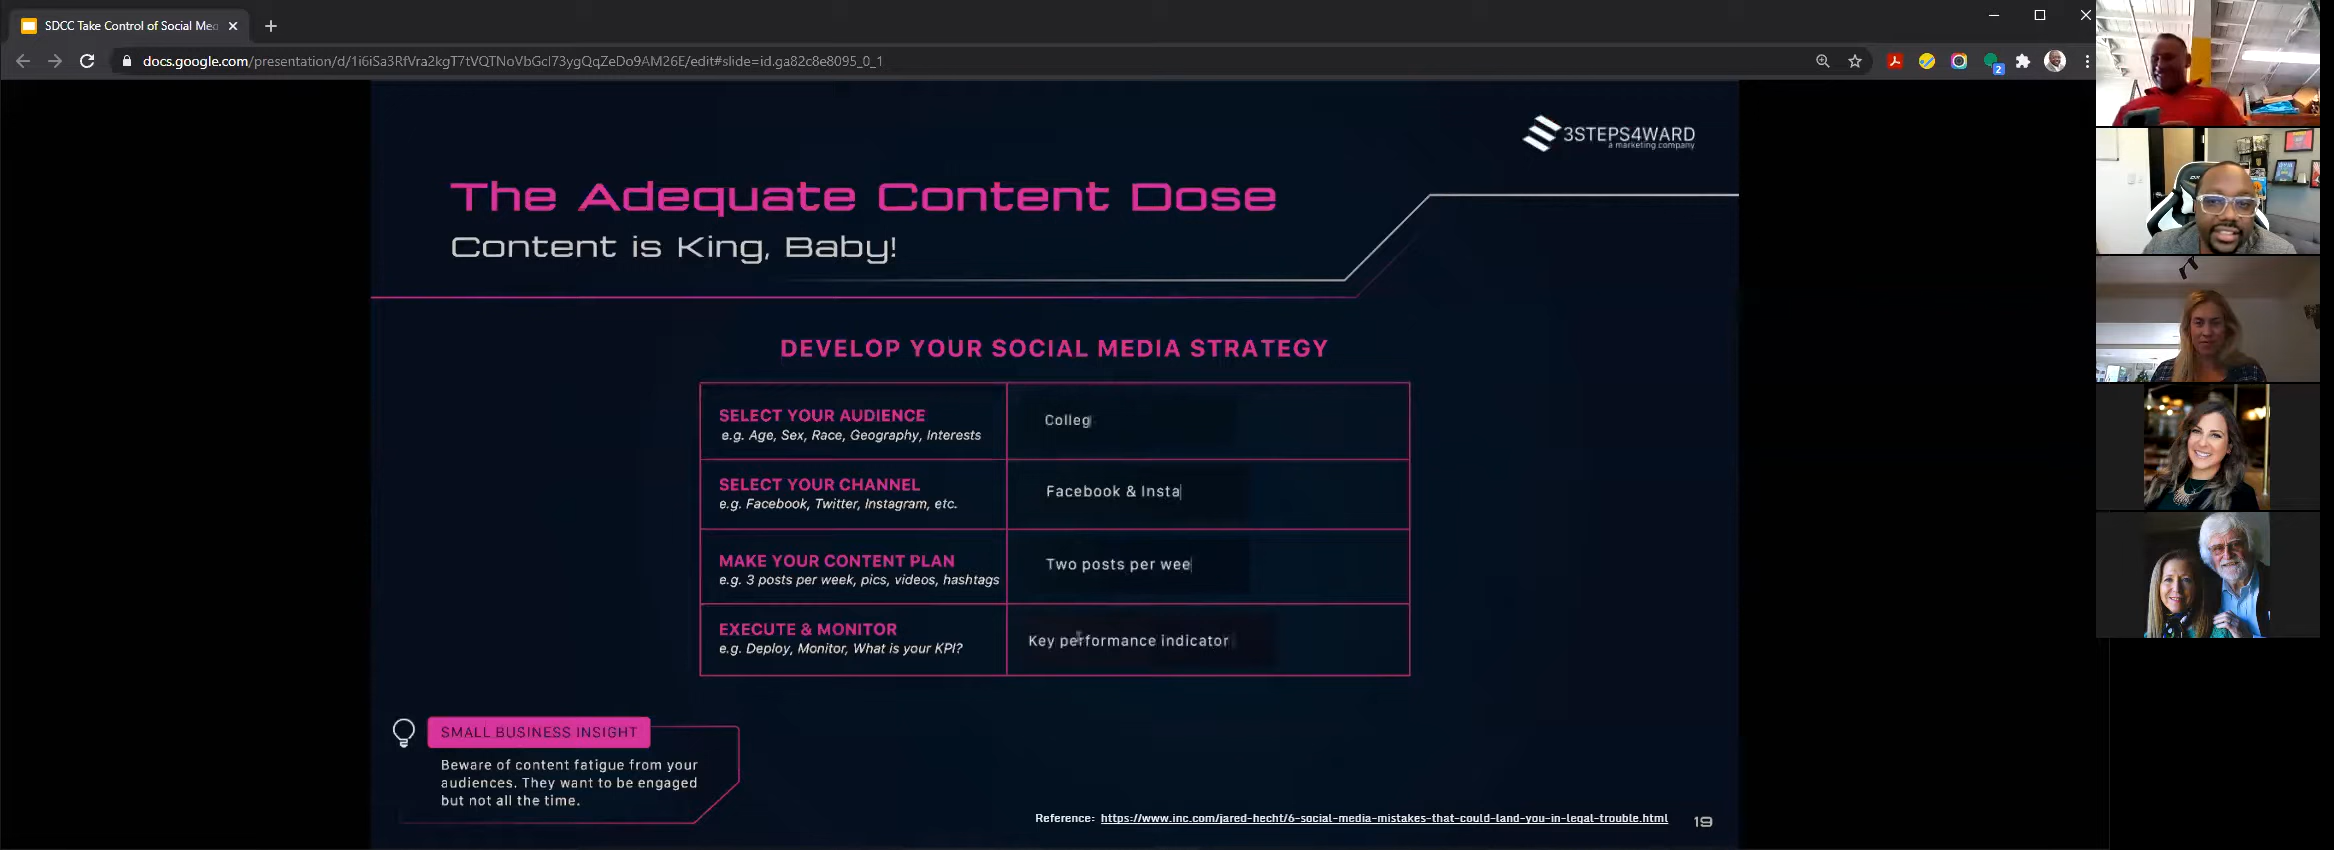 SDCC Take Control of Social Med
docs.google.com/presentation/d/1i6iSa3RfVra2kgT7tVQTNoVbGcI73ygQqZeDo9AM26E/edit#slide=id.ga82c8e8095_0_1
2
3STEPS4WARD
a marketing company
The Adequate Content Dose
Content is King, Baby!
DEVELOP YOUR SOCIAL MEDIA STRATEGY
SELECT YOUR AUDIENCE
e.g. Age, Sex, Race, Geography, Interests
Colleg
SELECT YOUR CHANNEL
e.g. Facebook, Twitter, Instagram, etc.
Facebook & Insta
MAKE YOUR CONTENT PLAN
e.g. 3 posts per week, pics, videos, hashtags
Two posts per wee
EXECUTE & MONITOR
e.g. Deploy, Monitor, What is your KPI?
Key performance indicator
SMALL BUSINESS INSIGHT
Beware of content fatigue from your
audiences. They want to be engaged
but not all the time.
Reference: https://www.inc.com/jared-hecht/6-social-media-mistakes-that-could-land-you-in-legal-trouble.html
19